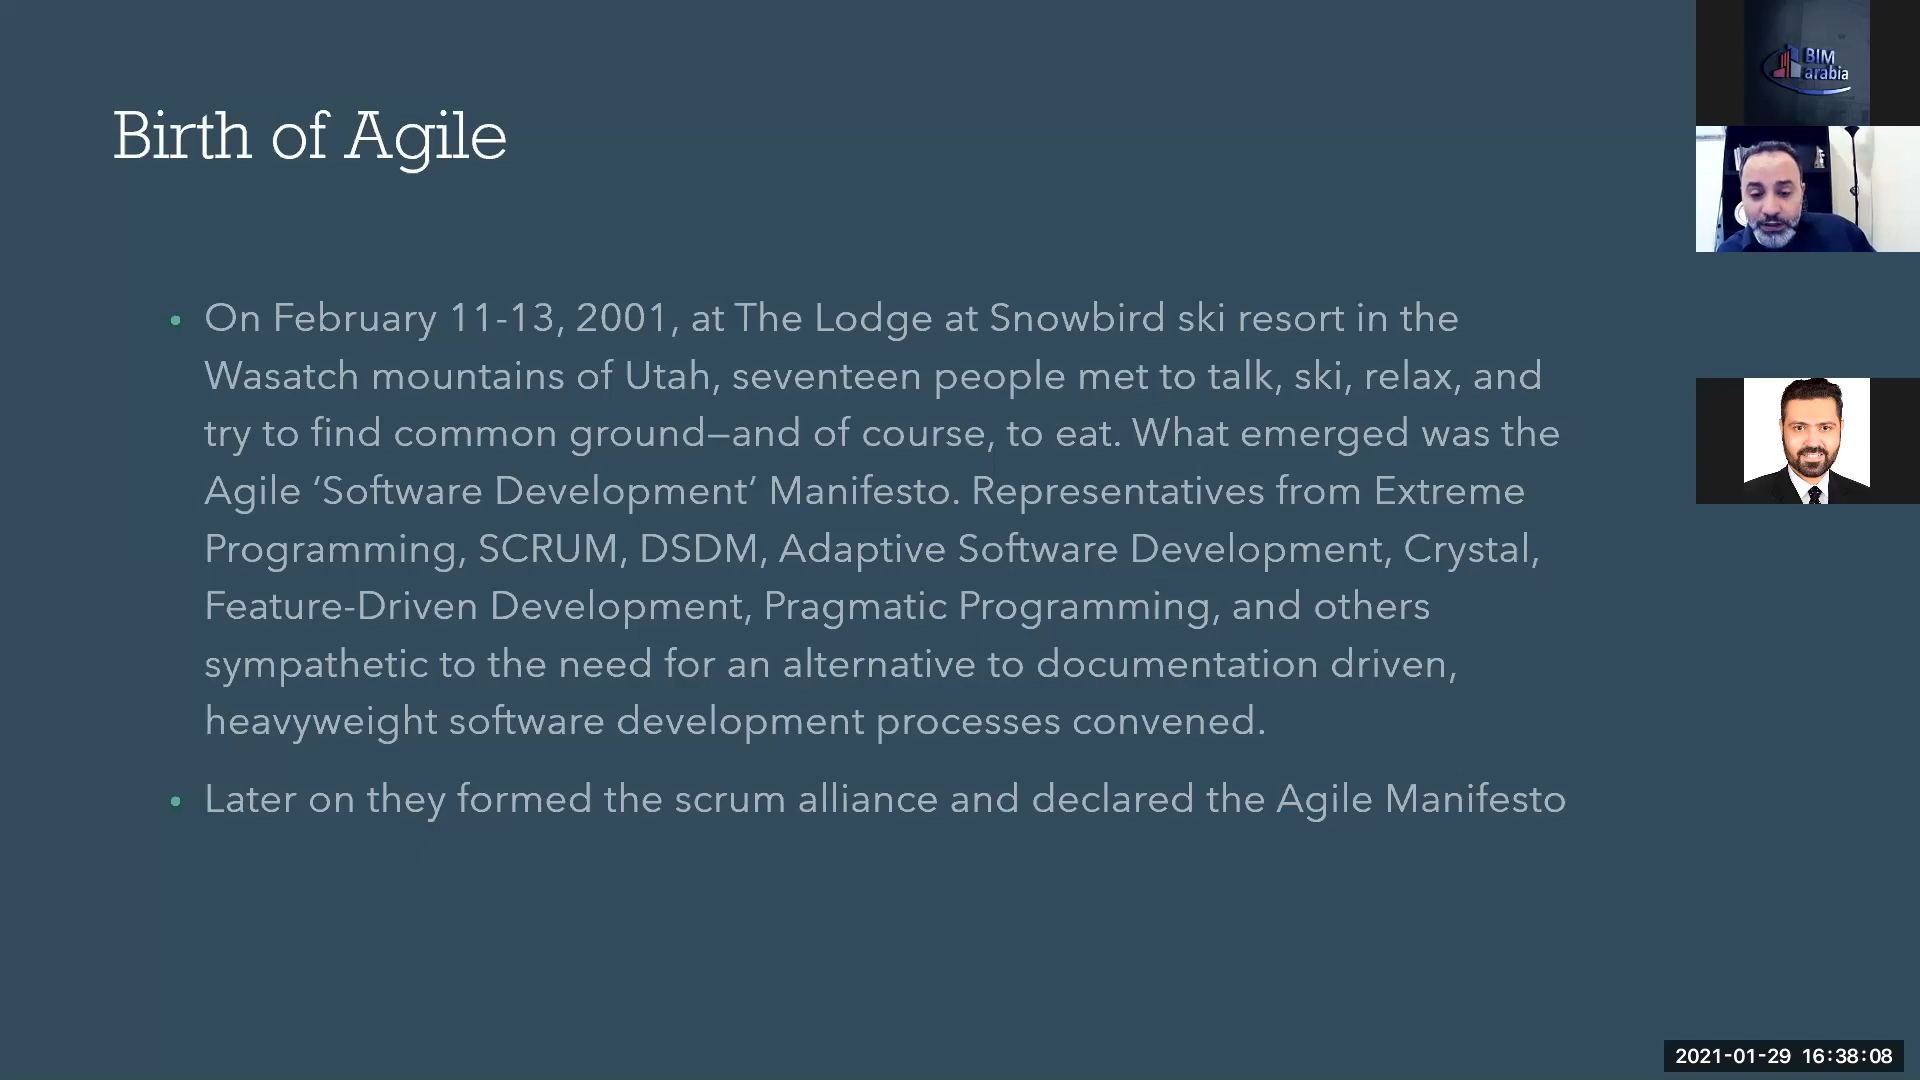 Birth of Agile
• On February 11-13, 2001, at The Lodge at Snowbird ski resort in the
Wasatch mountains of Utah, seventeen people met to talk, ski, relax, and
try to find common ground—and of course, to eat. What emerged was the
Agile ‘Software Development’ Manifesto. Representatives from Extreme
Programming, SCRUM, DSDM, Adaptive Software Development, Crystal,
Feature-Driven Development, Pragmatic Programming, and others
sympathetic to the need for an alternative to documentation driven,
heavyweight software development processes convened.
• Later on they formed the scrum alliance and declared the Agile Manifesto
BIM
arabia
2021-01-29 16:38:08